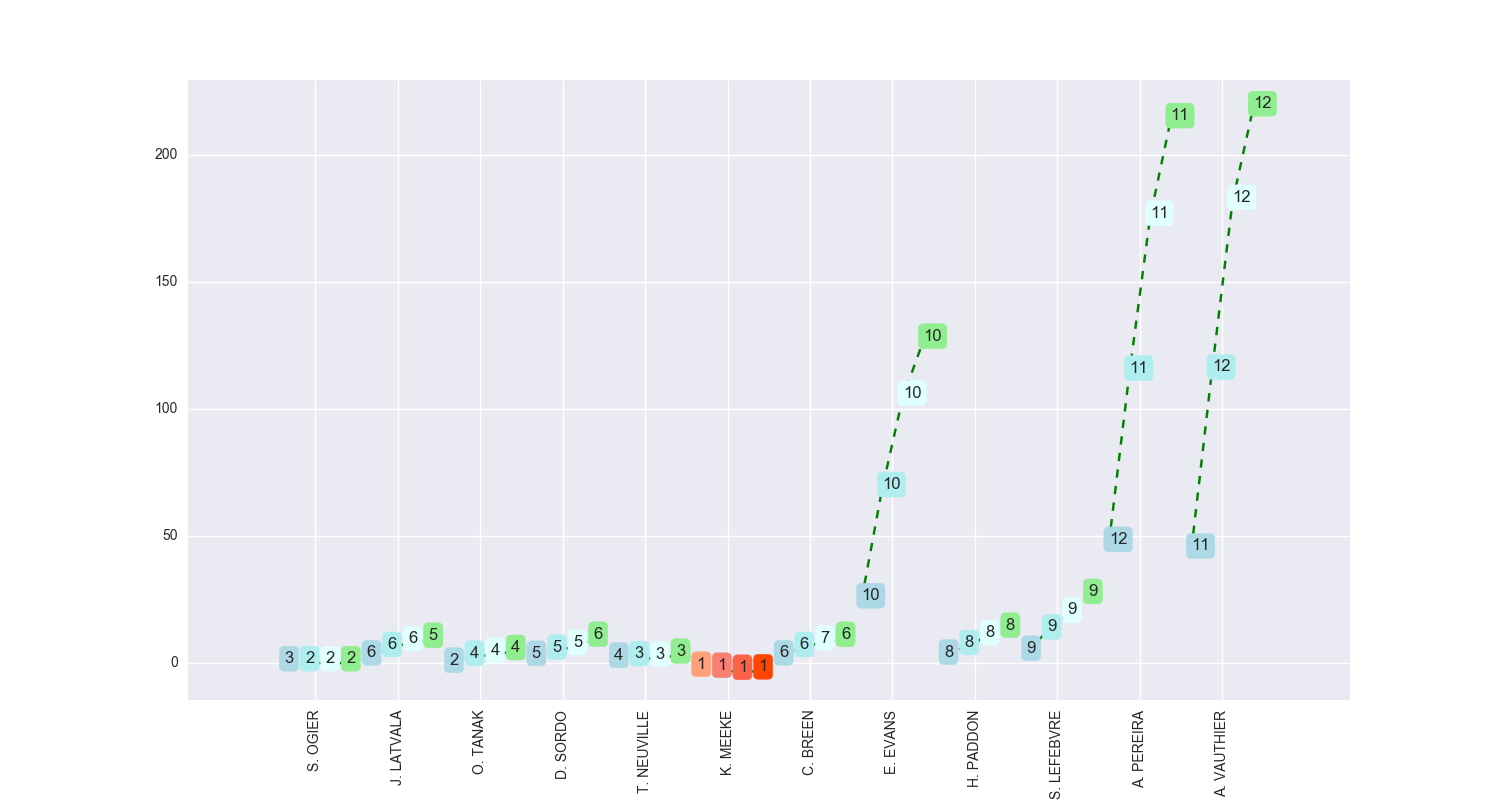 200
150
100
50
0
3 2 2 2
6 6 6 5
2 4 4 4
5 5 5 6
4 3 3 3
1 1 1 1
6 6 7 6
10 10 10 10
8 8 8 8
9 9 9 9
12 11 11 11
11 12 12 12
S. OGIER
J. LATVALA
O. TANAK
D. SORDO
T. NEUVILLE
K. MEEKE
C. BREEN
E. EVANS
H. PADDON
S. LEFEBVRE
A. PEREIRA
A. VAUTHIER